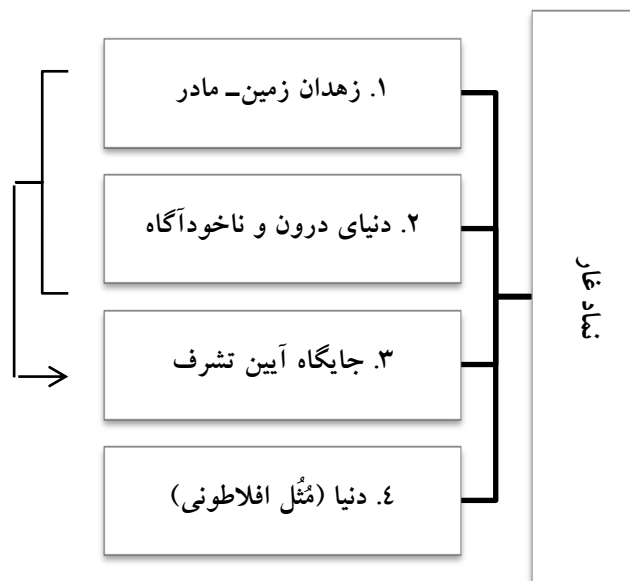 نماد غار
۱. زهدان زمین_ مادر
۲. دنیای درون و ناخودآگاه
۳. جایگاه آیین تشرف
٤. دنیا (مُثُل افلاطونی)